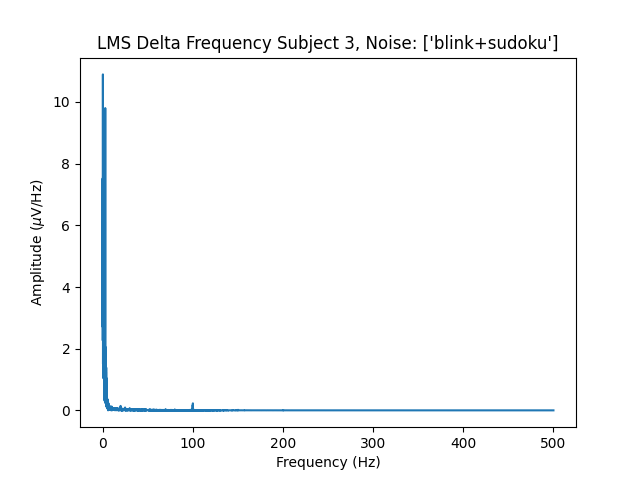 LMS Delta Frequency Subject 3, Noise: ['blink+sudoku']
Amplitude (μV/Hz)
10
8
6
4
2
0
0 100 200 300 400 500
Frequency (Hz)